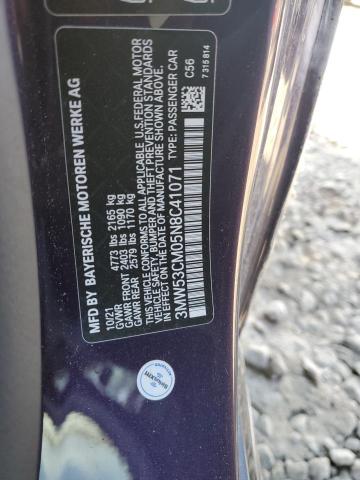 MFD BY BAYERISCHE MOTOREN WERKE AG
10/21 4773 lbs 2165 kg
GVWR
GAWR FRONT 2403 lbs 1090 kg
GAWR REAR 2579 lbs 1170 kg
THIS VEHICLE CONFORMS TO ALL APPLICABLE U.S. FEDERAL MOTOR
VEHICLE SAFETY, BUMPER AND THEFT PREVENTION STANDARDS
IN EFFECT ON THE DATE OF MANUFACTURE SHOWN ABOVE.
3MW53CM05N8C41071 TYPE: PASSENGER CAR
C56
7 315 814
SiriusXM